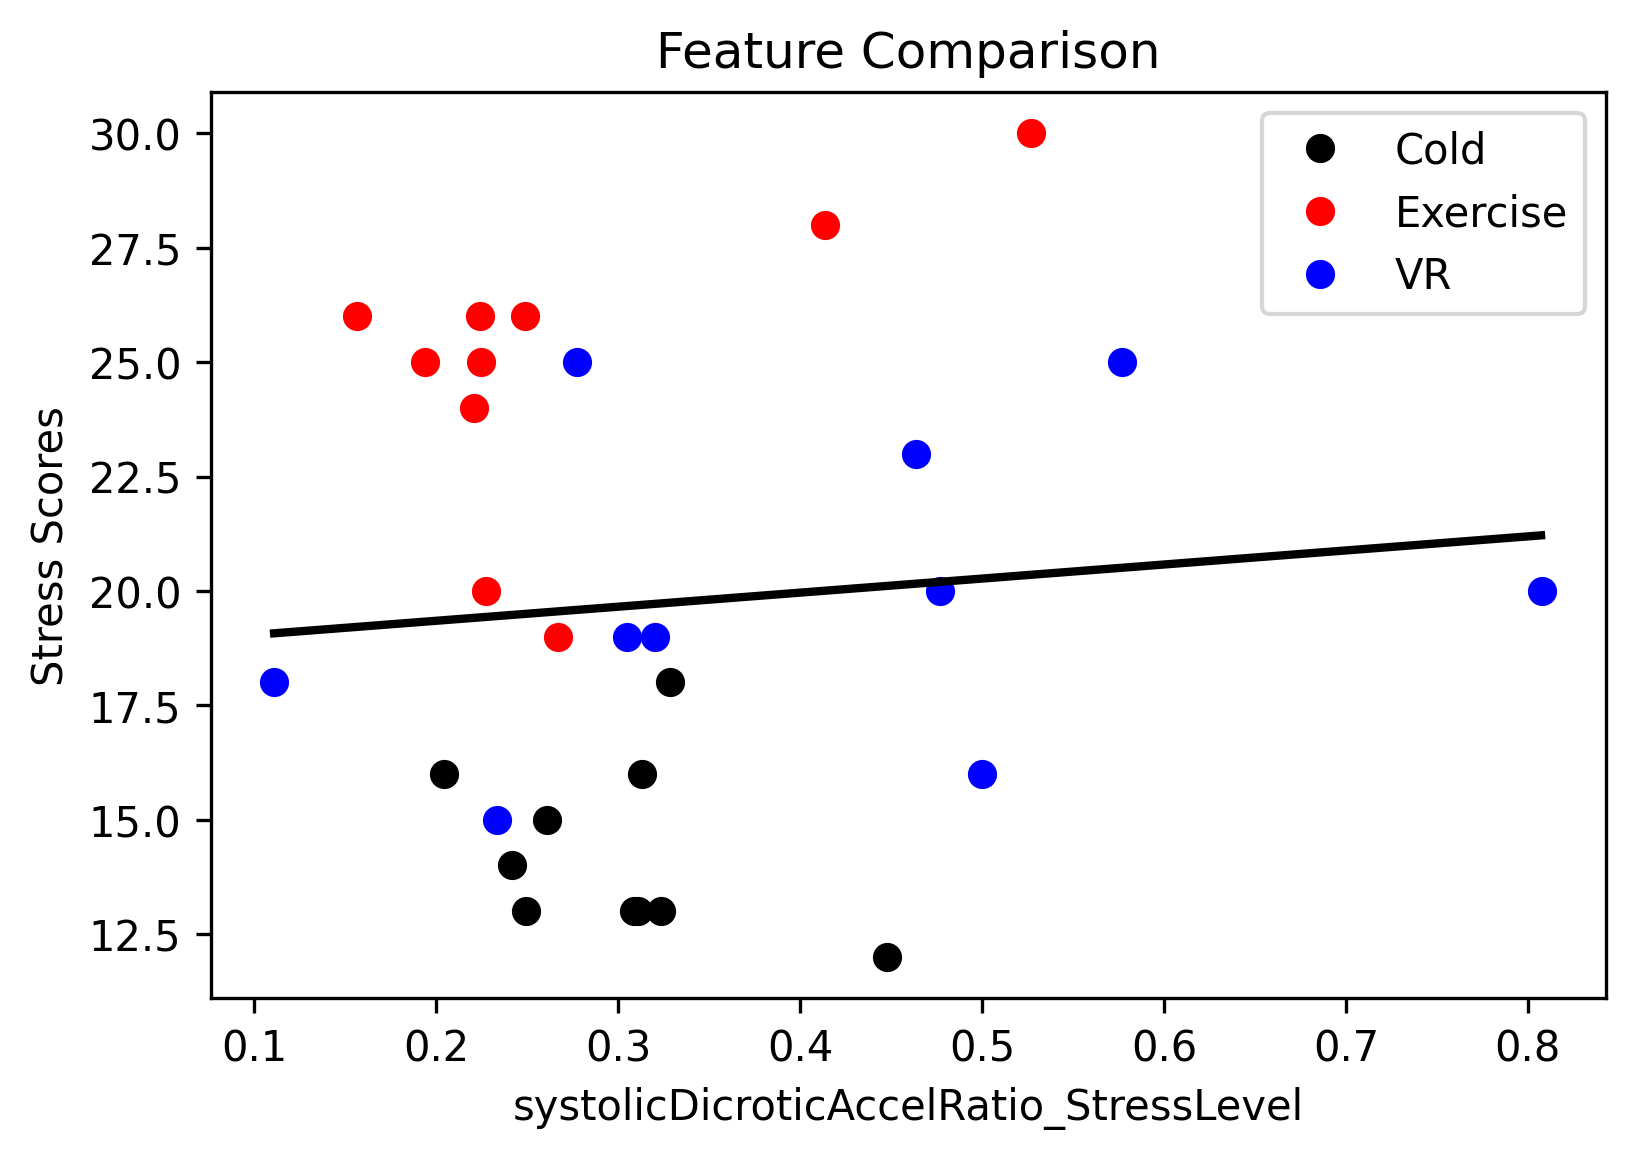 Feature Comparison
30.0
27.5
25.0
22.5
20.0
17.5
15.0
12.5
Stress Scores
Cold
Exercise
VR
0.1 0.2 0.3 0.4 0.5 0.6 0.7 0.8
systolicDicroticAccelRatio_StressLevel